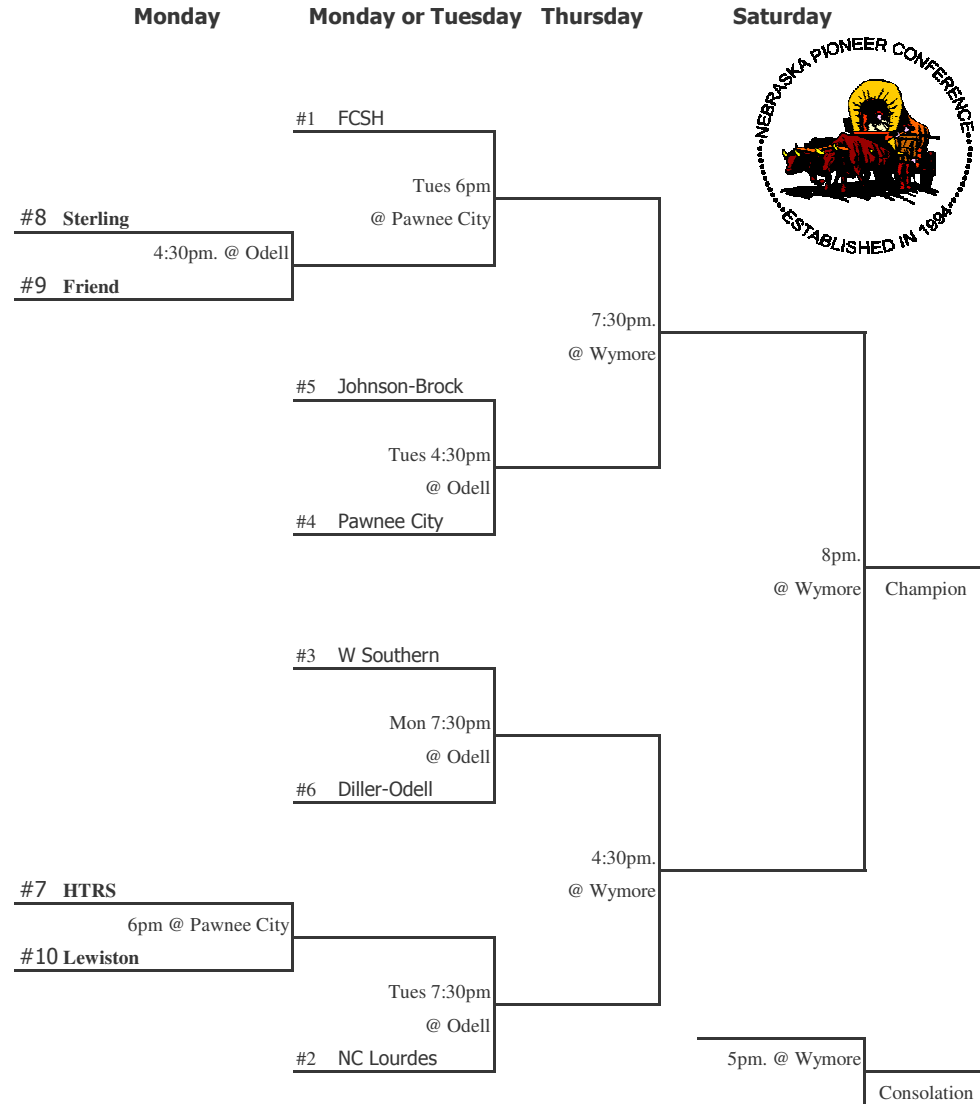 Monday Monday or Tuesday Thursday Saturday
NEBRASKA PIONEER CONFERENCE
ESTABLISHED IN 1994
#1 FCSH
Tues 6pm
@ Pawnee City
#8 Sterling
4:30pm. @ Odell
#9 Friend
7:30pm.
@ Wymore
#5 Johnson-Brock
Tues 4:30pm
@ Odell
#4 Pawnee City
8pm.
@ Wymore
Champion
#3 W Southern
Mon 7:30pm
@ Odell
#6 Diller-Odell
4:30pm.
@ Wymore
#7 HTRS
6pm @ Pawnee City
#10 Lewiston
Tues 7:30pm
@ Odell
#2 NC Lourdes
5pm. @ Wymore
Consolation